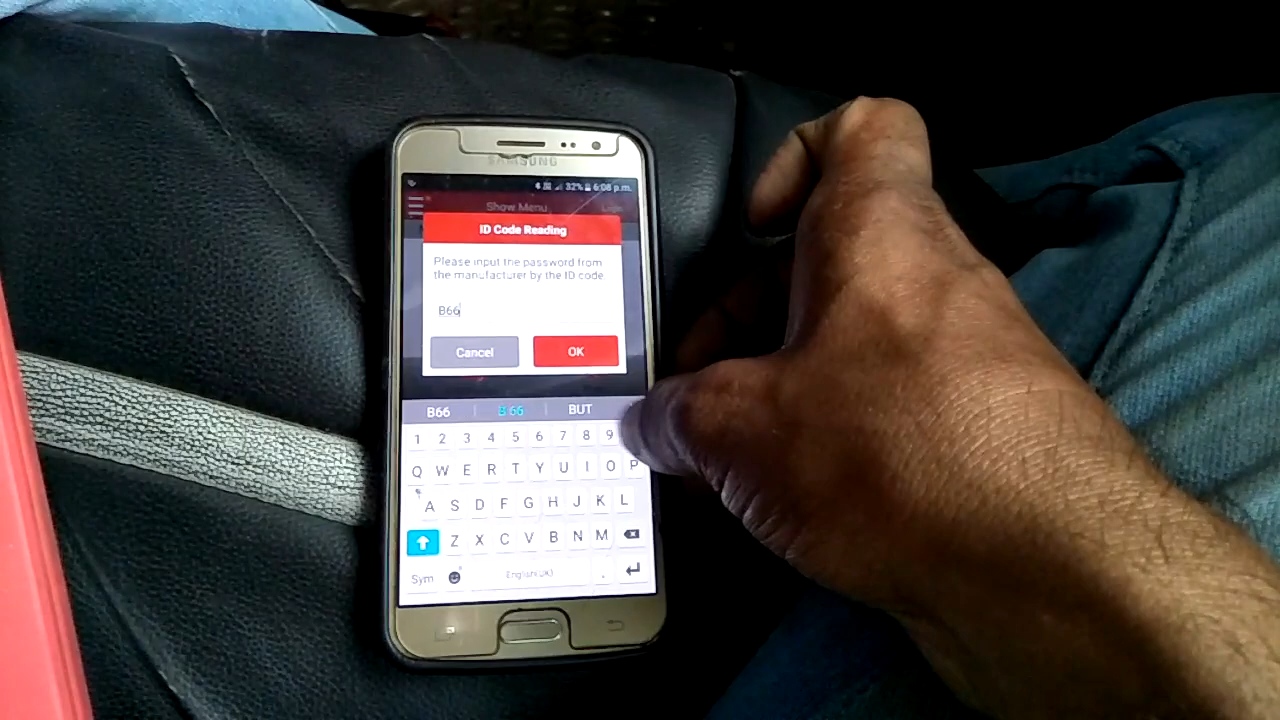 SAMSUNG
32% 6:08 p.m.
Show Menu
ID Code Reading
Please input the password from
the manufacturer by the ID code.
B66
Cancel OK
B66 B 66 BUT
1 2 3 4 5 6 7 8 9
Q W E R T Y U I O P
A S D F G H J K L
Z X C V B N M
Sym English(UK) .